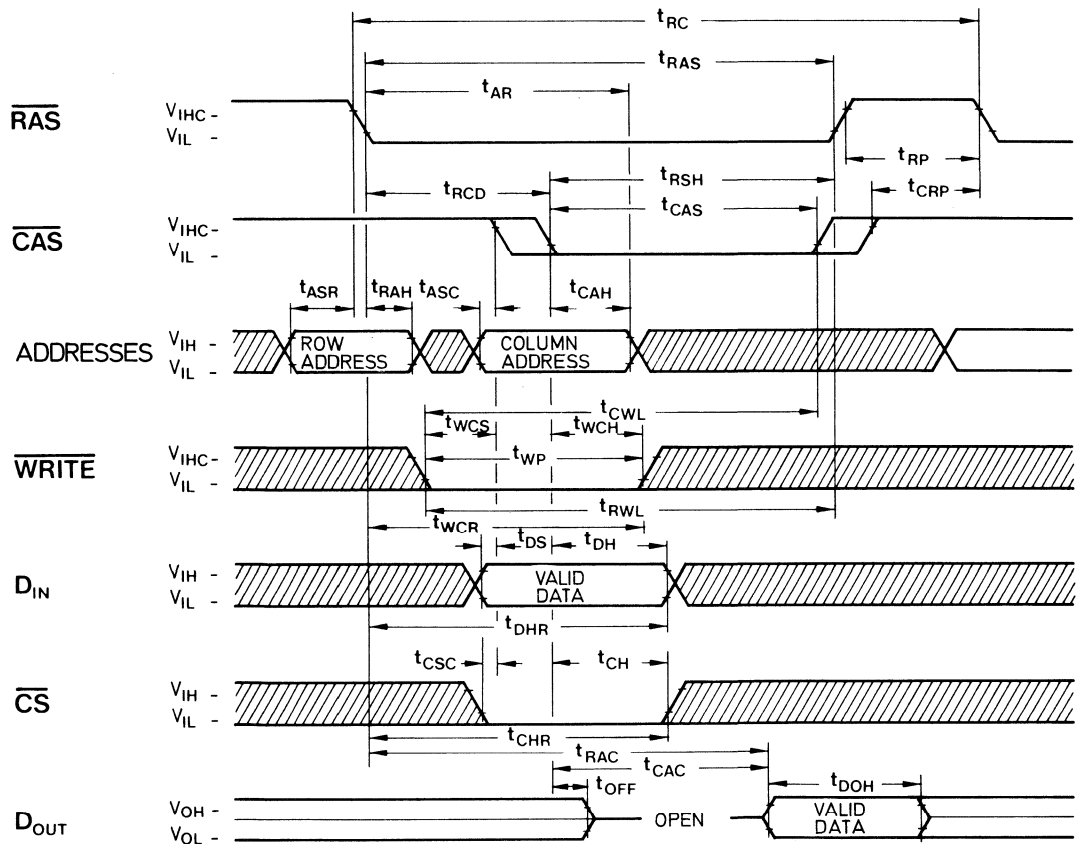 tRC
tRAS
tAR
RAS
VIHC -
VIL -
tRP
tRSH
tRCD
tCRP
tCAS
CAS
VIHC -
VIL -
tASR tRAH tASC tCAH
ADDRESSES
VIH -
VIL -
ROW
ADDRESS
COLUMN
ADDRESS
tCWL
tWCS tWCH
tWP
WRITE
VIHC -
VIL -
tRWL
tWCR
tDS tDH
DIN
VIH -
VIL -
VALID
DATA
tDHR
tCSC tCH
CS
VIH -
VIL -
tCHR
tRAC
tCAC
tOFF tDOH
DOUT
VOH -
VOL -
OPEN
VALID
DATA